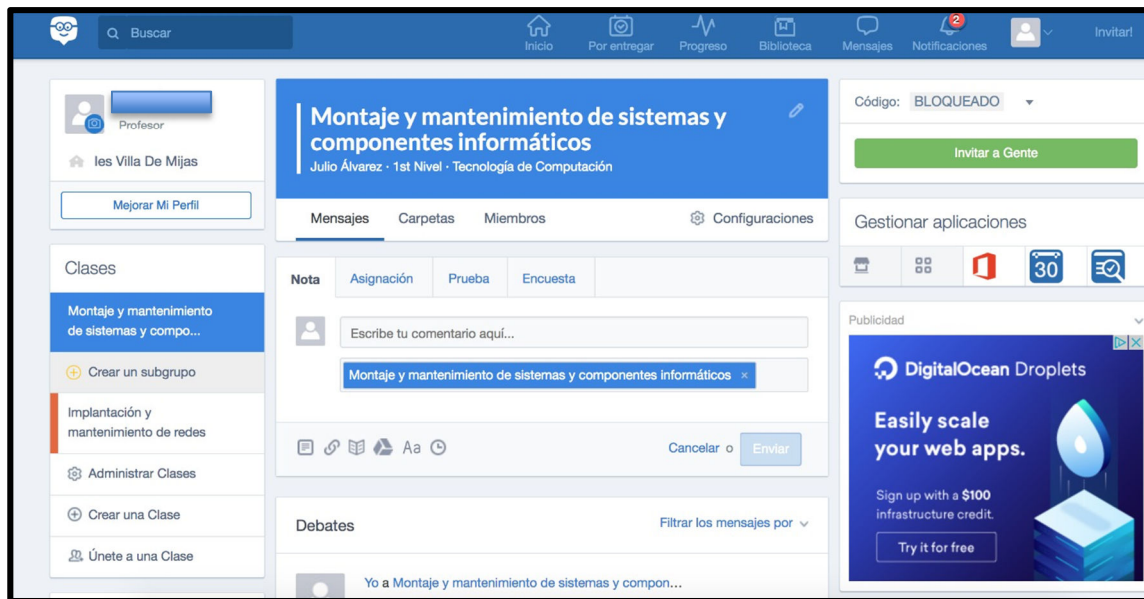 Buscar
Inicio
Por entregar
Progreso
Biblioteca
Mensajes
2
Notificaciones
Invitar!
Profesor
Ies Villa De Mijas
Mejorar Mi Perfil
Clases
Montaje y mantenimiento
de sistemas y compo...
Crear un subgrupo
Implantación y
mantenimiento de redes
Administrar Clases
Crear una Clase
Únete a una Clase
Montaje y mantenimiento de sistemas y
componentes informáticos
Julio Álvarez · 1st Nivel · Tecnología de Computación
Mensajes Carpetas Miembros Configuraciones
Nota Asignación Prueba Encuesta
Escribe tu comentario aquí...
Montaje y mantenimiento de sistemas y componentes informáticos ×
Aa
Cancelar o Enviar
Debates
Filtrar los mensajes por
Yo a Montaje y mantenimiento de sistemas y compon...
Código: BLOQUEADO
Invitar a Gente
Gestionar aplicaciones
30
Publicidad
DigitalOcean Droplets
Easily scale
your web apps.
Sign up with a $100
infrastructure credit.
Try it for free